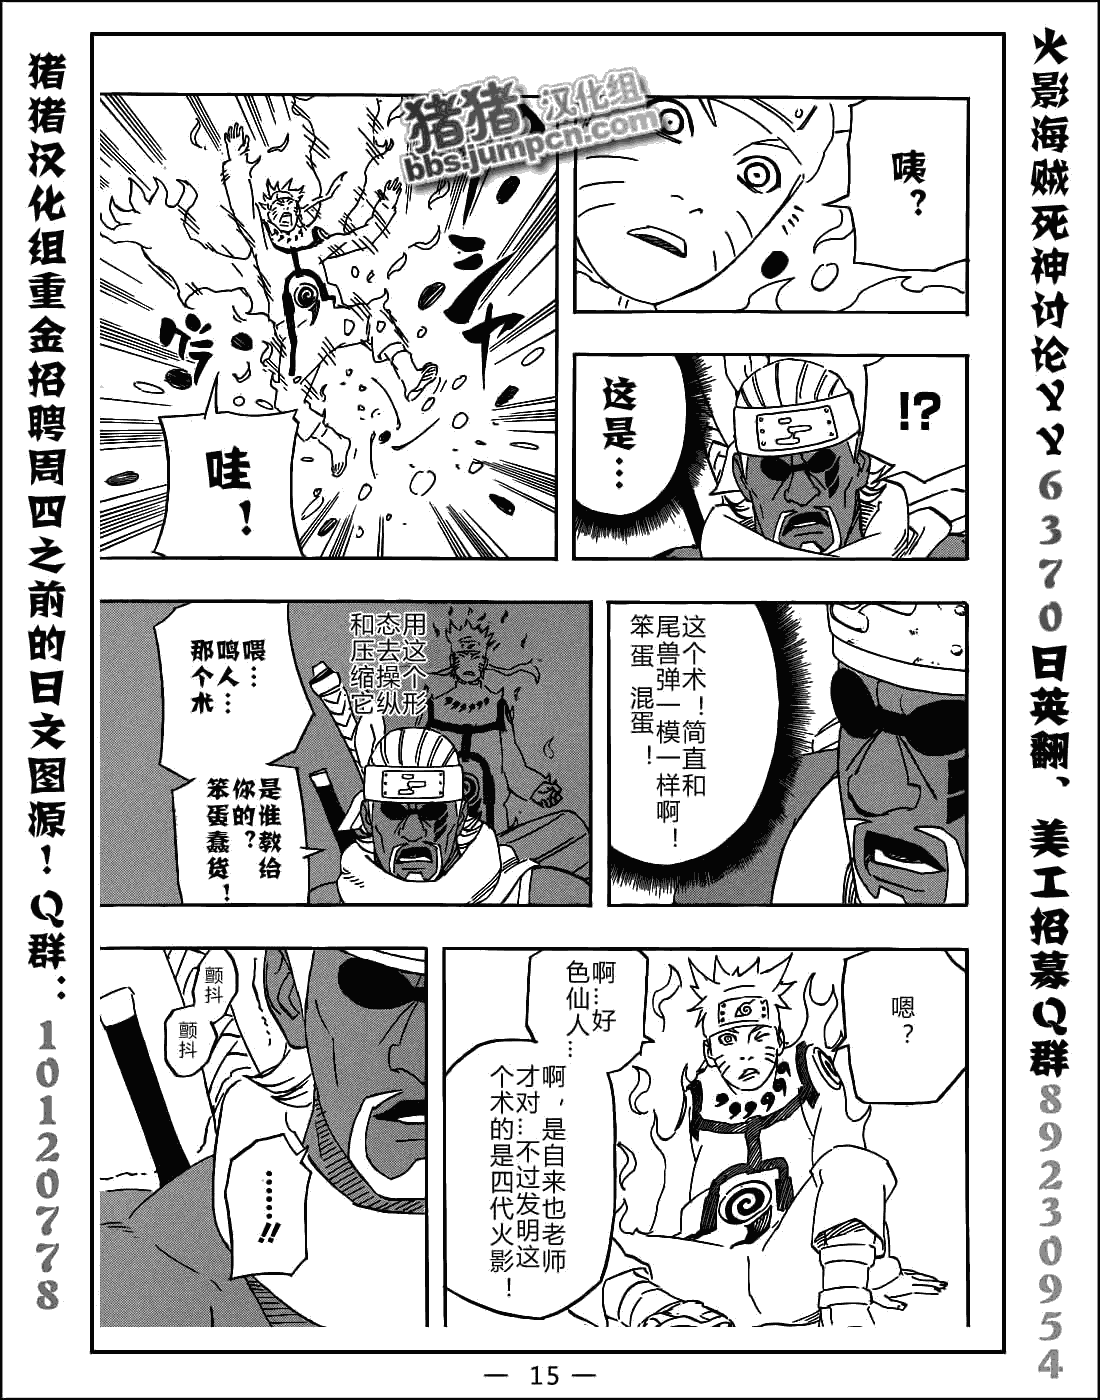 猪猪汉化组
bbs.jumpcn.com
火影海贼死神讨论YY63770日英翻、美工招募Q群892330954
咦？
グラ
哇！
!?
这是…
这个术！简直和
尾兽弹一模一样啊！
笨蛋 混蛋！
用这个形
态去操纵
和压缩它
喂…
鸣人…
那个术
是谁教给
你的？
笨蛋蠢货！
嗯？
啊…好
色仙人…
啊，是自来也老师
才对…不过发明这
个术的是四代火影！
颤抖
颤抖
……!!
猪猪汉化组重金招聘周四之前的日文图源！Q群：10120778
— 15 —